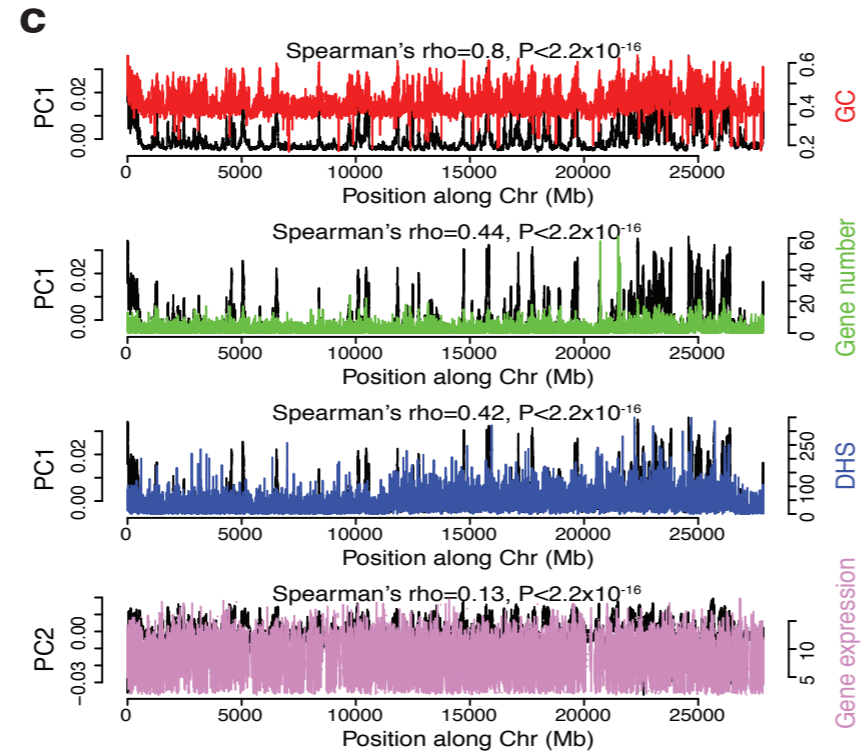 C
Spearman's rho=0.8, P<2.2x10-16
PC1
0.00 0.02
0.2 0.4 0.6
GC
0 5000 10000 15000 20000 25000
Position along Chr (Mb)
Spearman's rho=0.44, P<2.2x10-16
PC1
0.00 0.02
0 20 40 60
Gene number
0 5000 10000 15000 20000 25000
Position along Chr (Mb)
Spearman's rho=0.42, P<2.2x10-16
PC1
0.00 0.02
0 100 250
DHS
0 5000 10000 15000 20000 25000
Position along Chr (Mb)
Spearman's rho=0.13, P<2.2x10-16
PC2
−0.03 0.00
5 10
Gene expression
0 5000 10000 15000 20000 25000
Position along Chr (Mb)